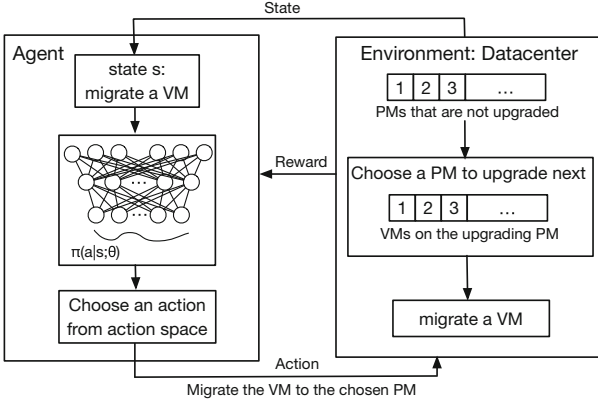 State
Agent
state s:
migrate a VM
...
π(a|s;θ)
Choose an action
from action space
Reward
Environment: Datacenter
1 2 3 ...
PMs that are not upgraded
Choose a PM to upgrade next
1 2 3 ...
VMs on the upgrading PM
migrate a VM
Action
Migrate the VM to the chosen PM